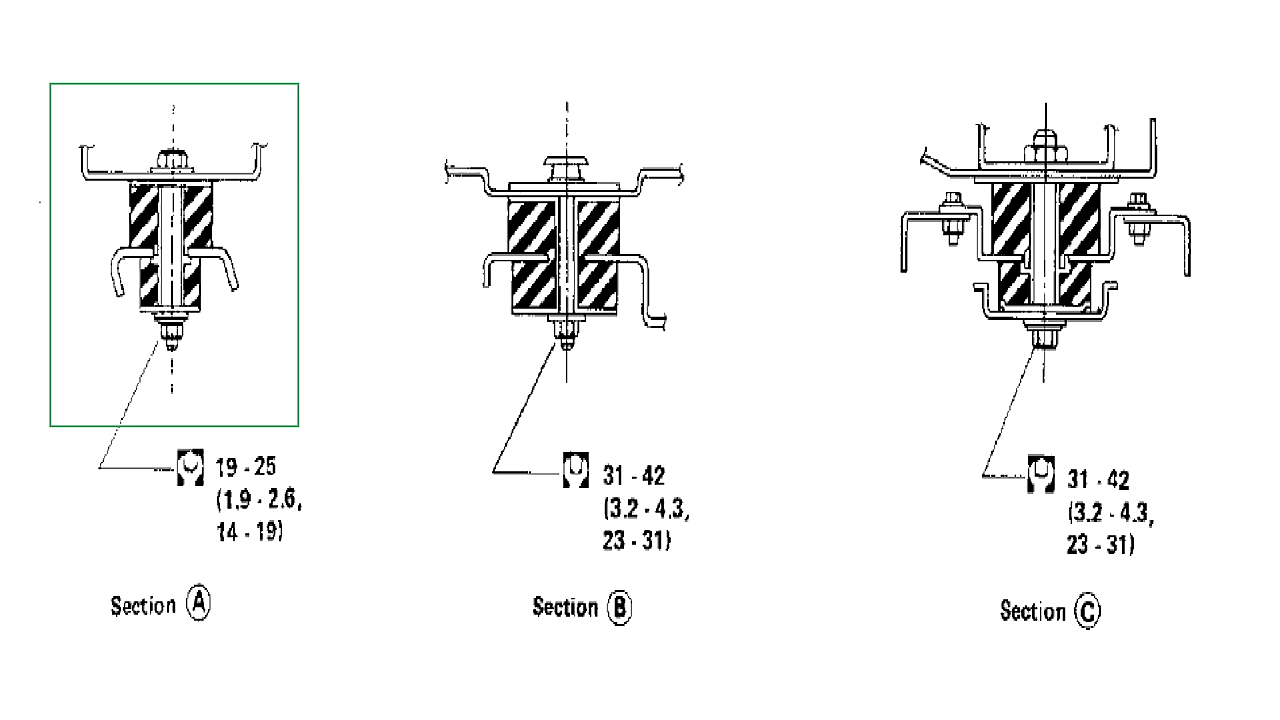 19 - 25
(1.9 - 2.6,
14 - 19)
Section A
31 - 42
(3.2 - 4.3,
23 - 31)
Section B
31 - 42
(3.2 - 4.3,
23 - 31)
Section C